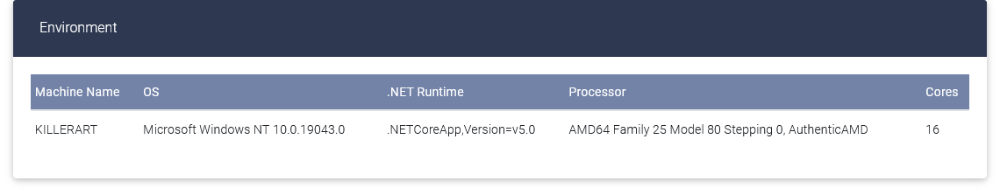 Environment
Machine Name OS .NET Runtime Processor Cores
KILLERART Microsoft Windows NT 10.0.19043.0 .NETCoreApp,Version=v5.0 AMD64 Family 25 Model 80 Stepping 0, AuthenticAMD 16